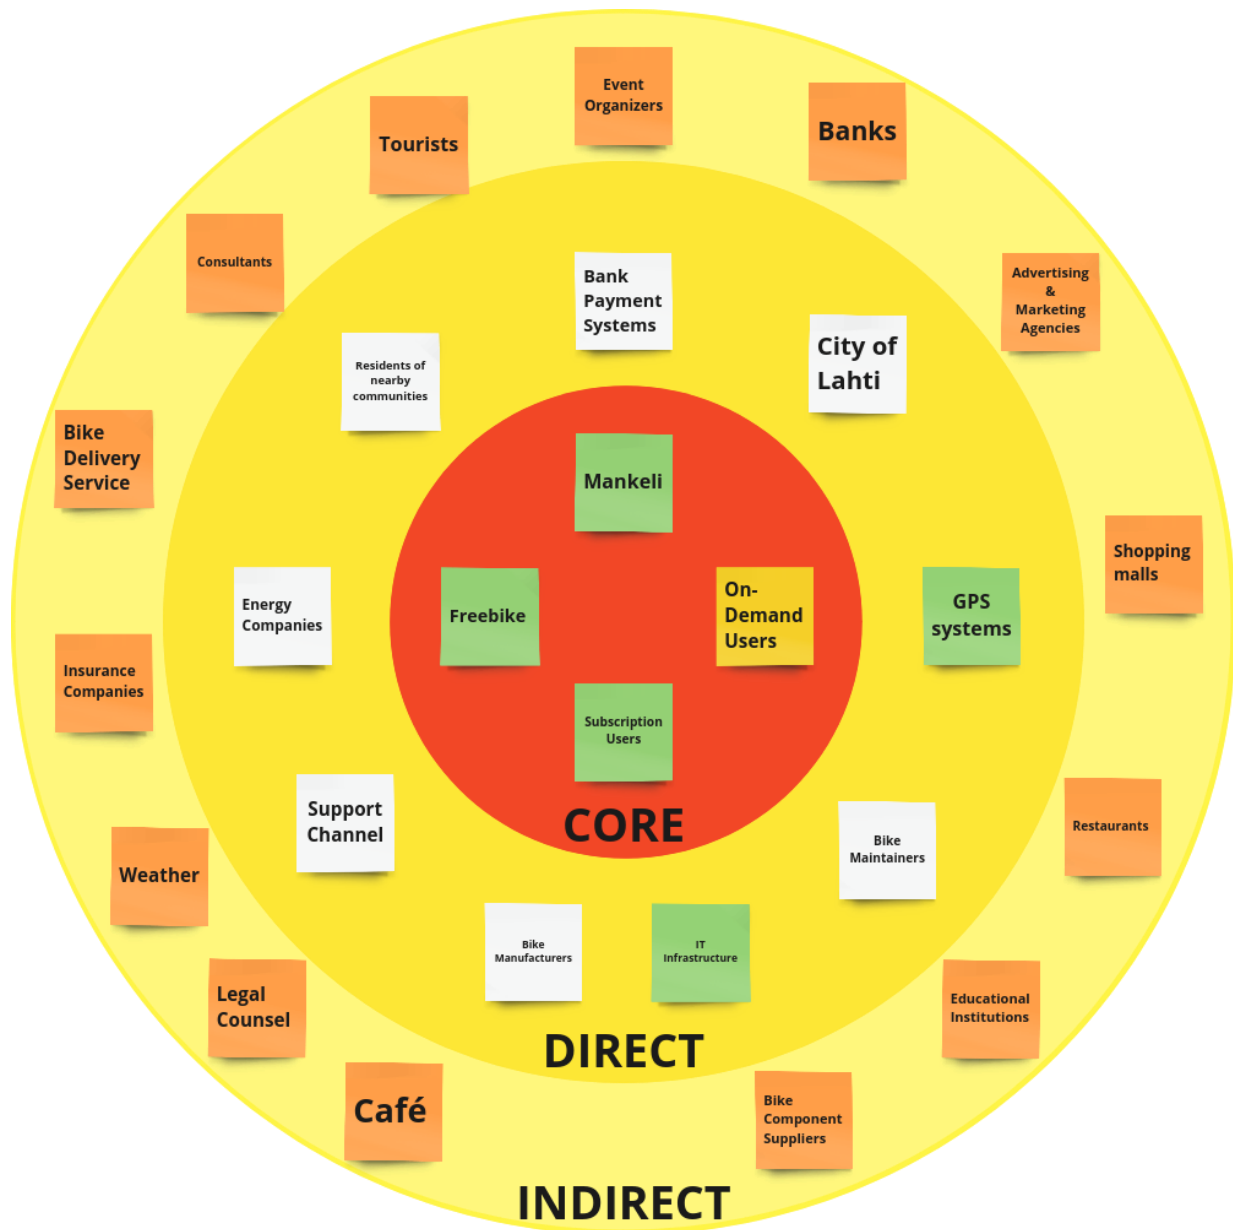 Event
Organizers
Banks
Tourists
Consultants
Advertising
&
Marketing
Agencies
Bank
Payment
Systems
City of
Lahti
Residents of
nearby
communities
Bike
Delivery
Service
Mankeli
Shopping
malls
Energy
Companies
Freebike
On-
Demand
Users
GPS
systems
Insurance
Companies
Subscription
Users
Support
Channel
CORE
Bike
Maintainers
Restaurants
Weather
Bike
Manufacturers
IT
Infrastructure
Legal
Counsel
Educational
Institutions
DIRECT
Café
Bike
Component
Suppliers
INDIRECT